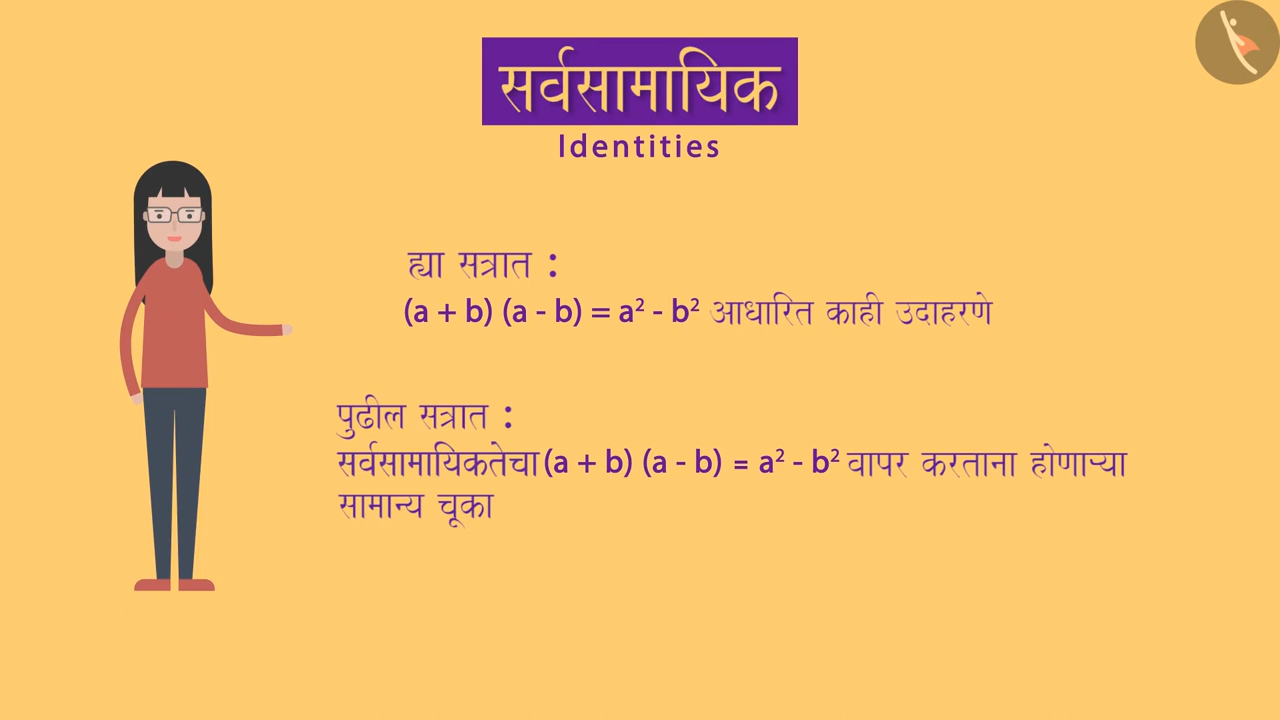 सर्वसामायिक
Identities
ह्या सत्रात :
(a + b) (a - b) = a² - b² आधारित काही उदाहरणे
पुढील सत्रात :
सर्वसामायिकतेचा (a + b) (a - b) = a² - b² वापर करताना होणाऱ्या
सामान्य चूका